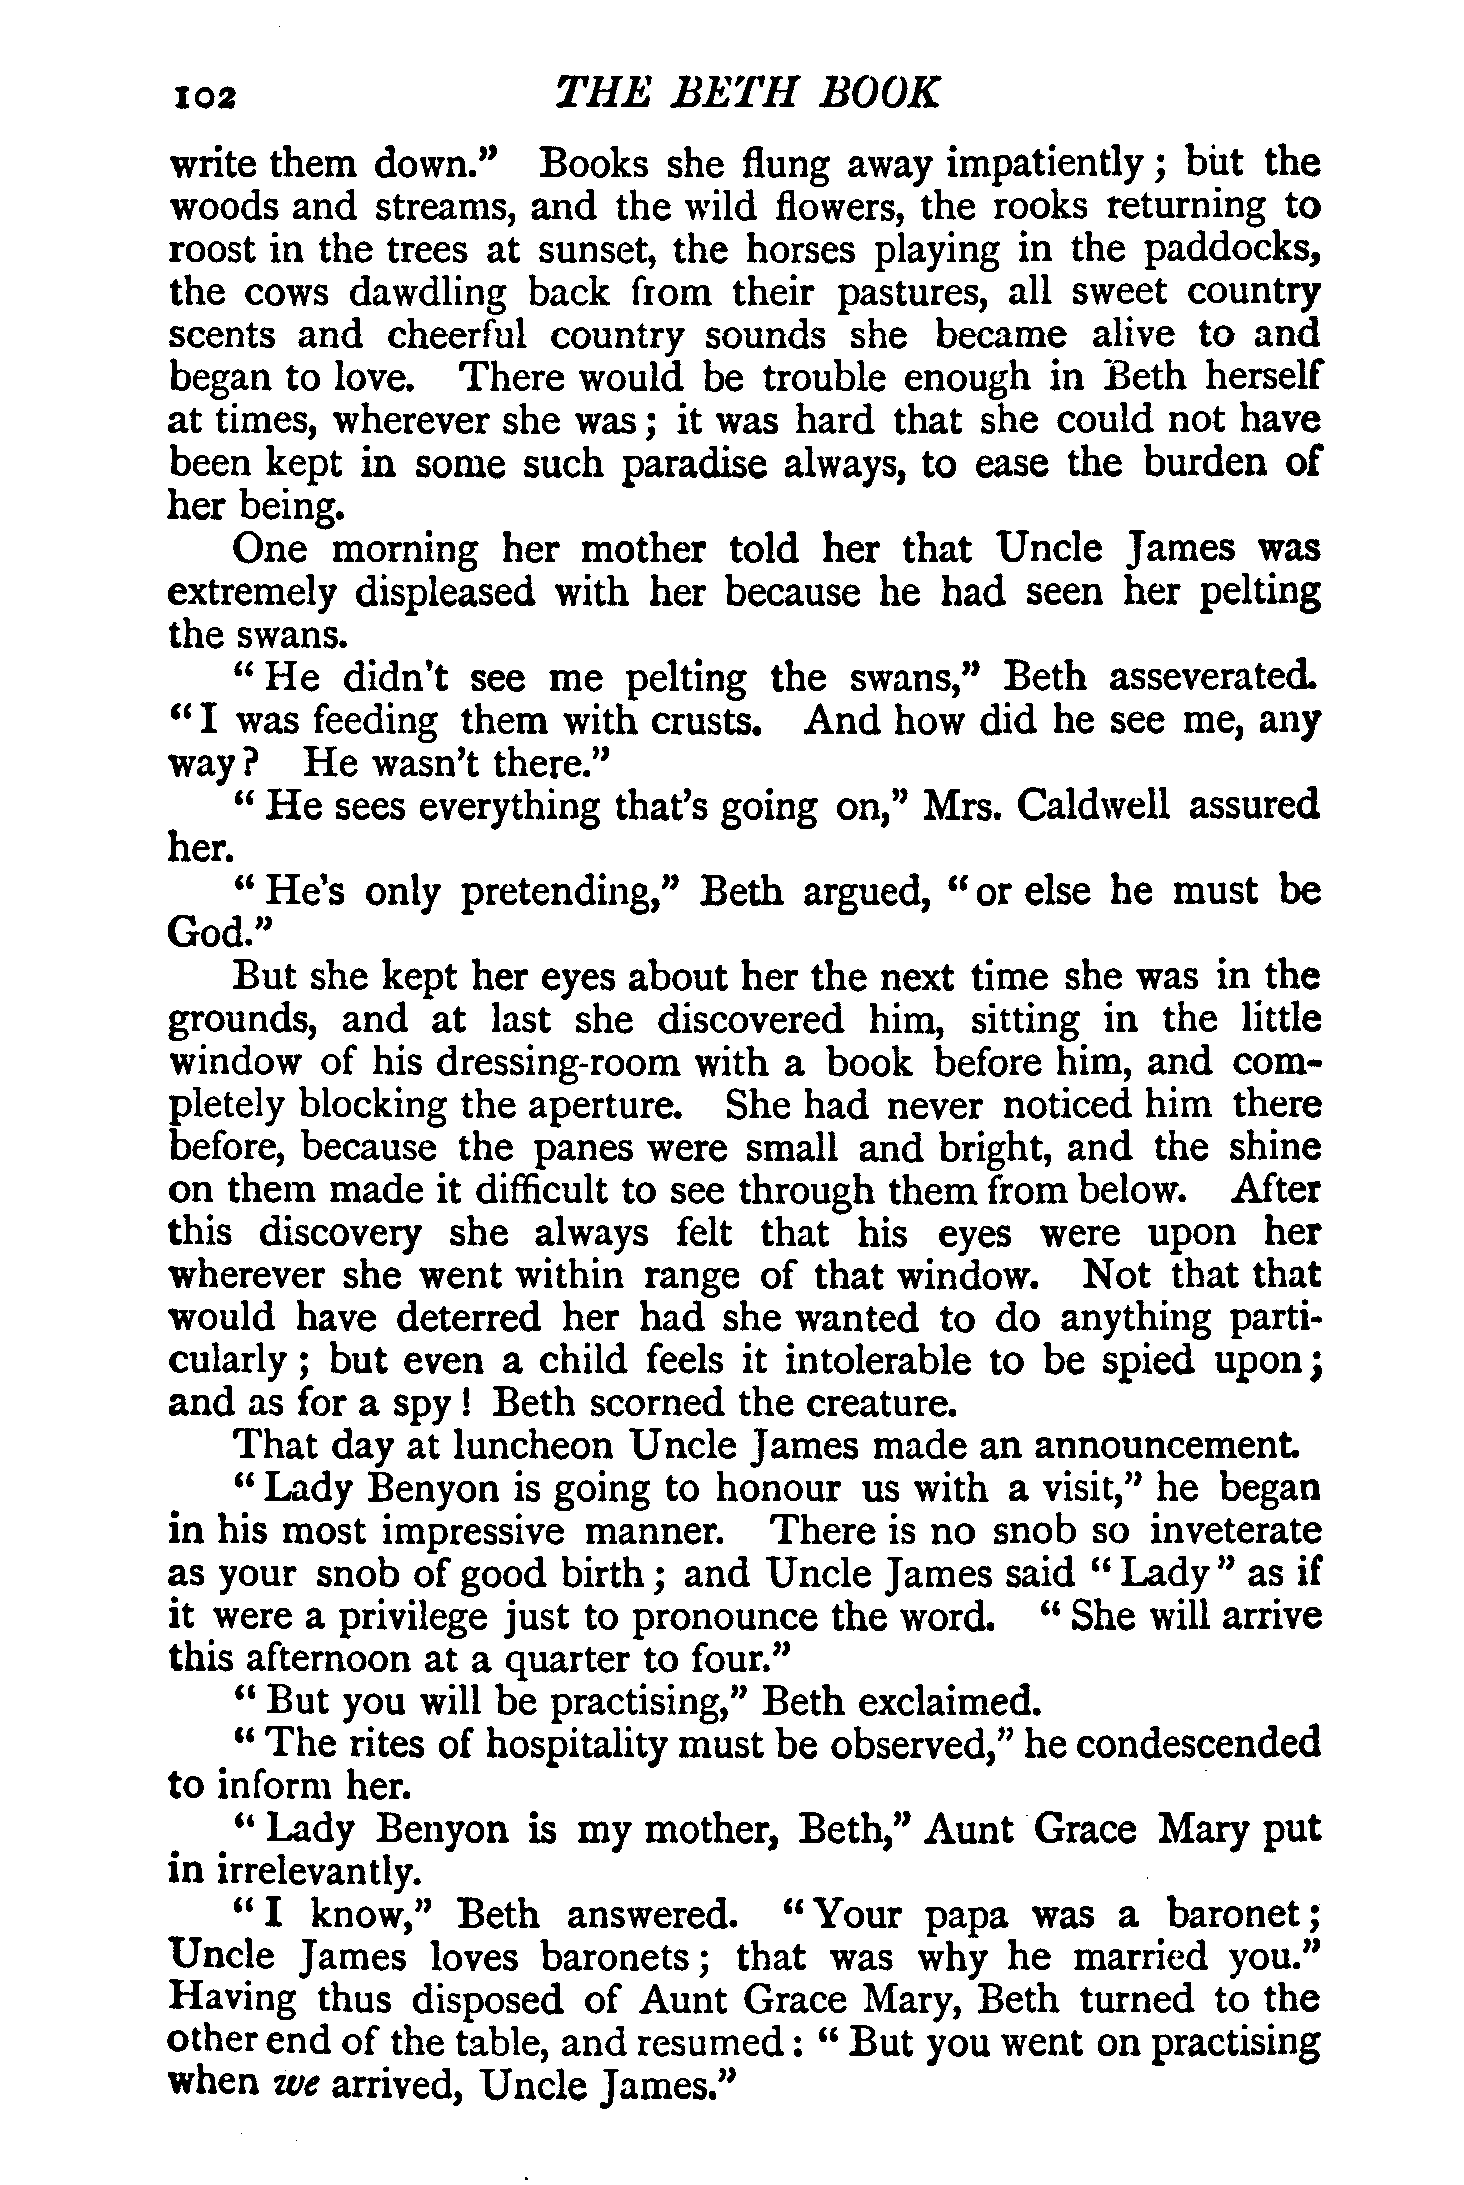 102 THE BETH BOOK
write them down.” Books she flung away impatiently; but the
woods and streams, and the wild flowers, the rooks returning to
roost in the trees at sunset, the horses playing in the paddocks,
the cows dawdling back from their pastures, all sweet country
scents and cheerful country sounds she became alive to and
began to love. There would be trouble enough in Beth herself
at times, wherever she was; it was hard that she could not have
been kept in some such paradise always, to ease the burden of
her being.
One morning her mother told her that Uncle James was
extremely displeased with her because he had seen her pelting
the swans.
“He didn’t see me pelting the swans,” Beth asseverated.
“I was feeding them with crusts. And how did he see me, any
way? He wasn’t there.”
“He sees everything that’s going on,” Mrs. Caldwell assured
her.
“He’s only pretending,” Beth argued, “or else he must be
God.”
But she kept her eyes about her the next time she was in the
grounds, and at last she discovered him, sitting in the little
window of his dressing-room with a book before him, and com-
pletely blocking the aperture. She had never noticed him there
before, because the panes were small and bright, and the shine
on them made it difficult to see through them from below. After
this discovery she always felt that his eyes were upon her
wherever she went within range of that window. Not that that
would have deterred her had she wanted to do anything parti-
cularly; but even a child feels it intolerable to be spied upon;
and as for a spy! Beth scorned the creature.
That day at luncheon Uncle James made an announcement.
“Lady Benyon is going to honour us with a visit,” he began
in his most impressive manner. There is no snob so inveterate
as your snob of good birth; and Uncle James said “Lady” as if
it were a privilege just to pronounce the word. “She will arrive
this afternoon at a quarter to four.”
“But you will be practising,” Beth exclaimed.
“The rites of hospitality must be observed,” he condescended
to inform her.
“Lady Benyon is my mother, Beth,” Aunt Grace Mary put
in irrelevantly.
“I know,” Beth answered. “Your papa was a baronet;
Uncle James loves baronets; that was why he married you.”
Having thus disposed of Aunt Grace Mary, Beth turned to the
other end of the table, and resumed: “But you went on practising
when we arrived, Uncle James.”